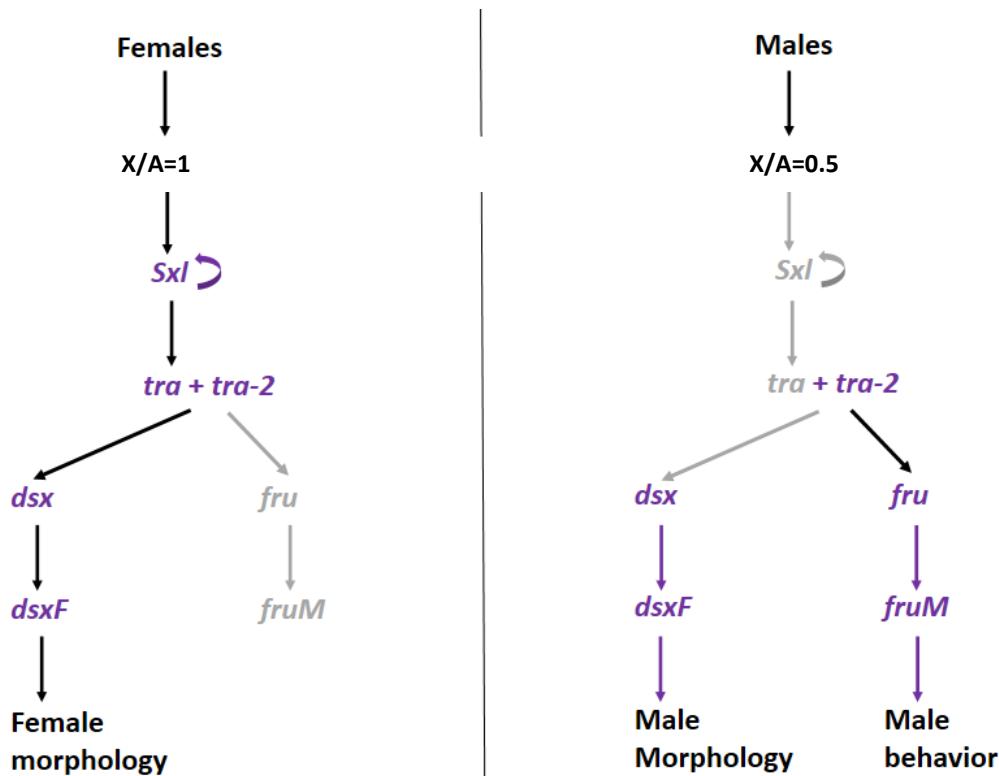 Females
X/A=1
Sxl
tra + tra-2
dsx
fru
dsxF
fruM
Female
morphology
Males
X/A=0.5
Sxl
tra + tra-2
dsx
fru
dsxF
fruM
Male
Morphology
Male
behavior